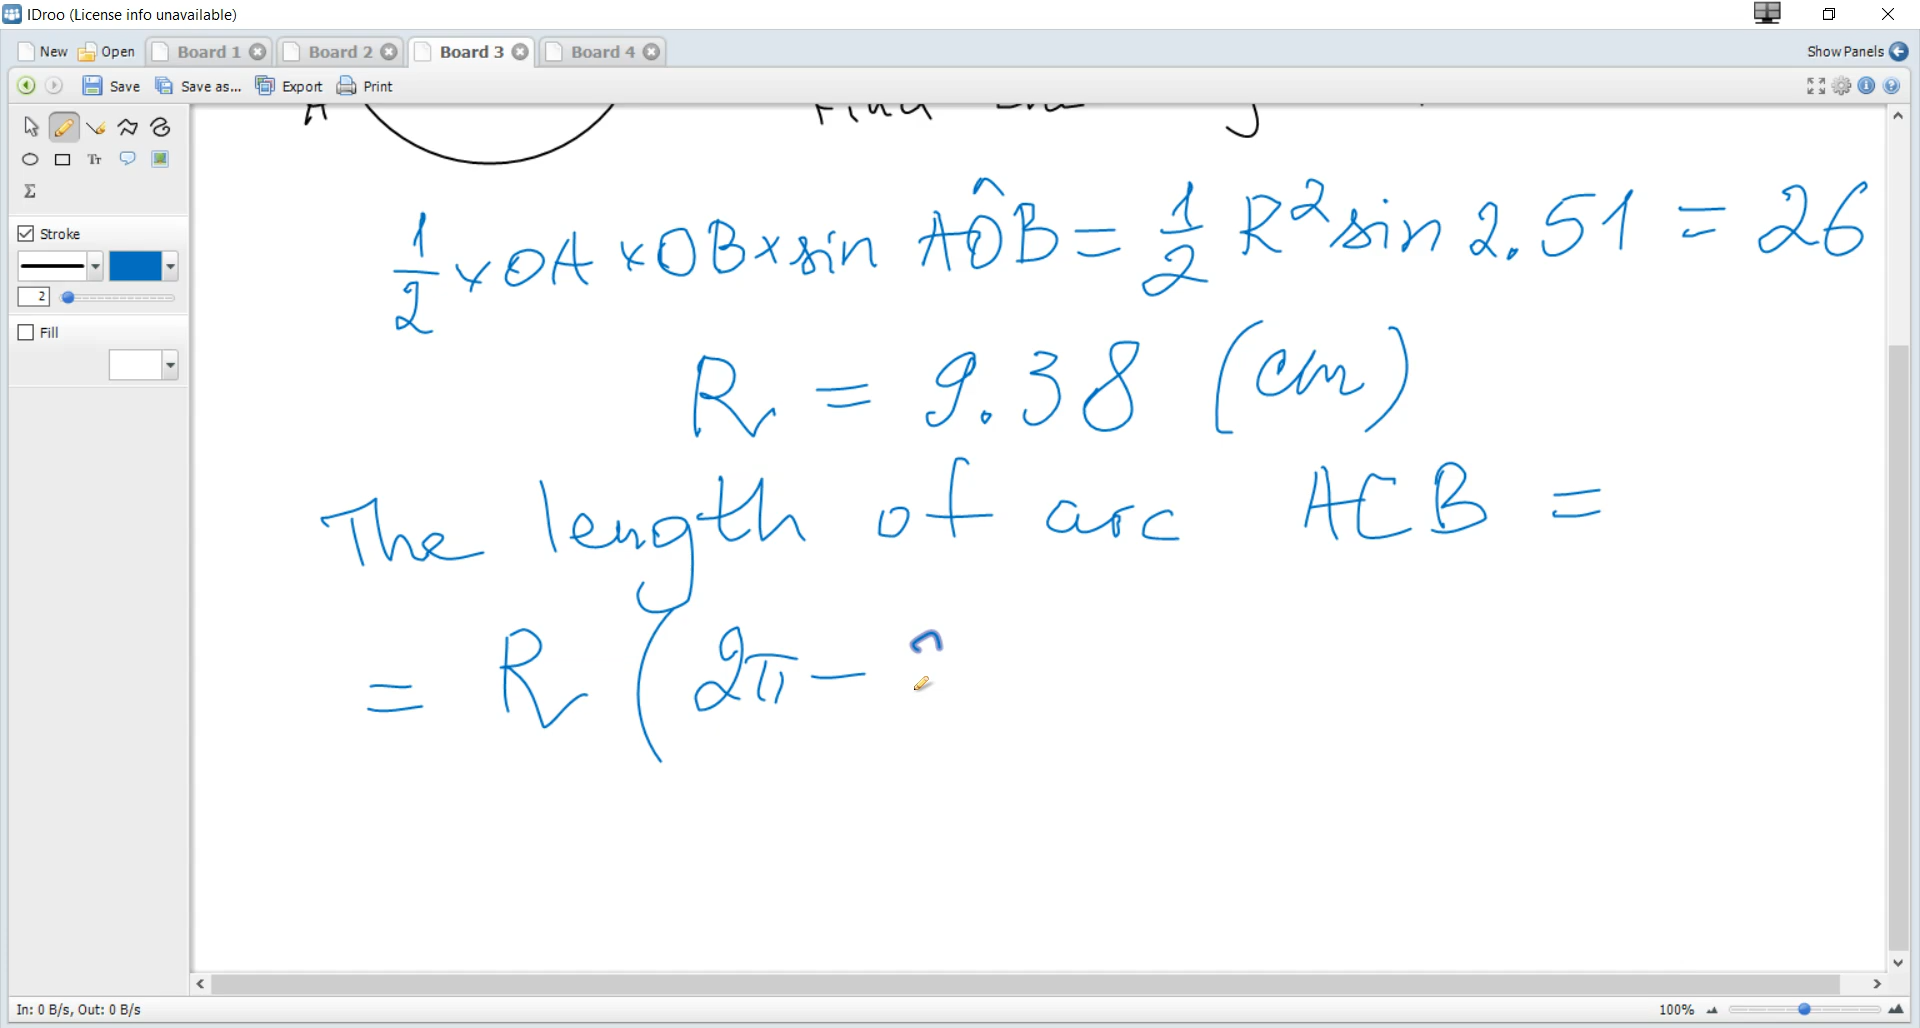 IDroo (License info unavailable)
New Open Board 1 Board 2 Board 3 Board 4 Show Panels
Save Save as... Export Print
Tт
Σ
Stroke
2
Fill
A Find
1/2 × OA × OB × sin AÔB = 1/2 R² sin 2.51 = 26
R = 9.38 (cm)
The length of arc ACB =
= R (2π −
In: 0 B/s, Out: 0 B/s 100%